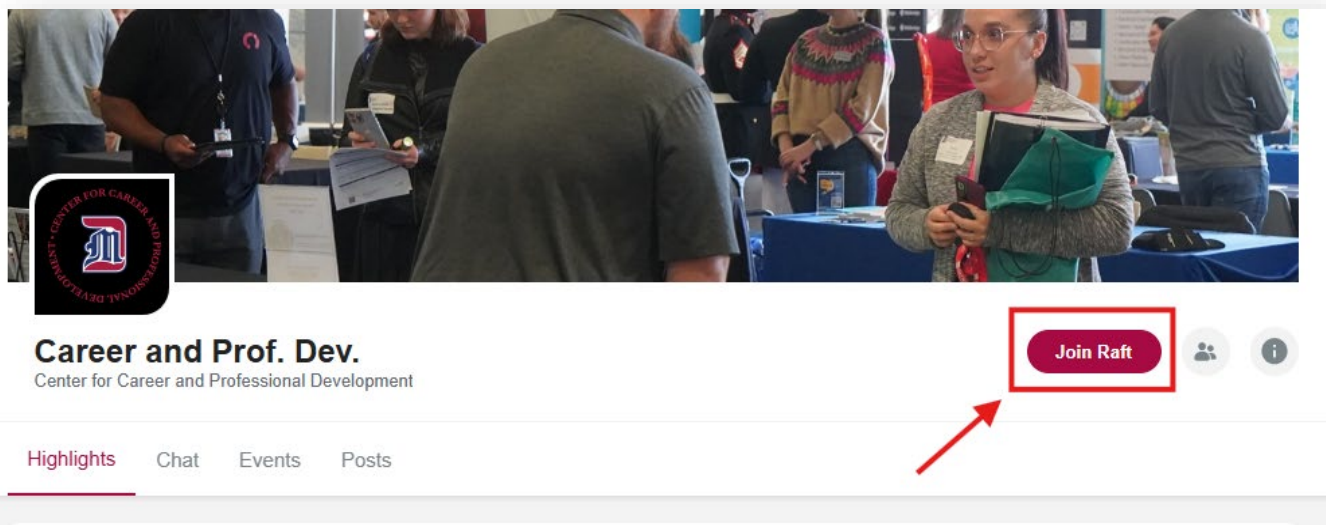 CENTER FOR CAREER AND PROFESSIONAL DEVELOPMENT
DM
Career and Prof. Dev.
Center for Career and Professional Development
Join Raft
Highlights
Chat
Events
Posts